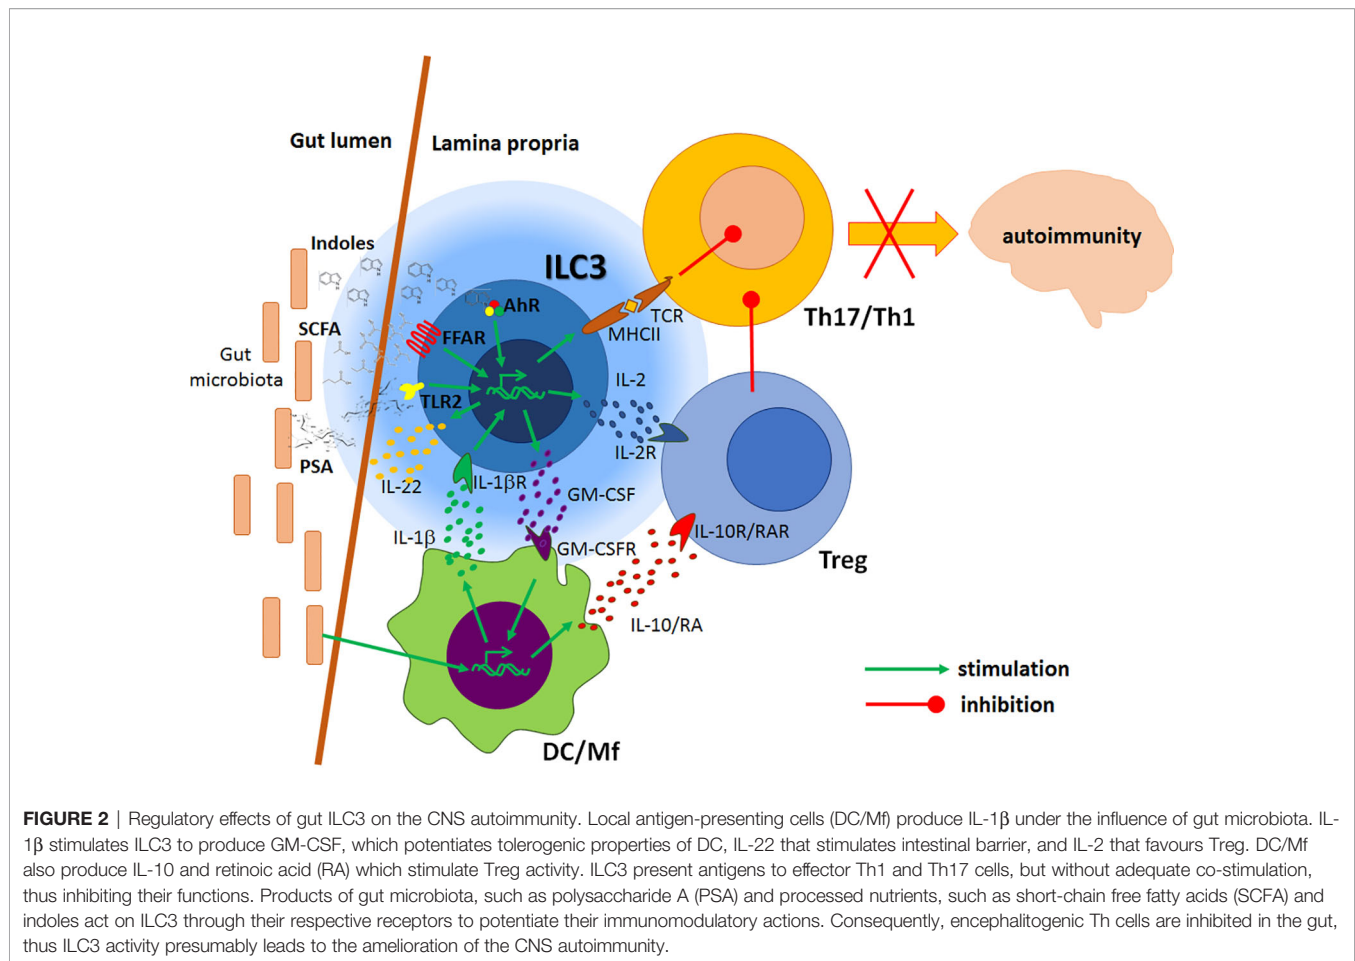 Gut lumen
Lamina propria
Indoles
ILC3
AhR
SCFA
FFAR
TCR
MHCII
Th17/Th1
autoimmunity
Gut
microbiota
TLR2
IL-2
IL-2R
PSA
IL-22
IL-1βR
GM-CSF
IL-1β
GM-CSFR
IL-10R/RAR
Treg
IL-10/RA
DC/Mf
stimulation
inhibition
FIGURE 2 | Regulatory effects of gut ILC3 on the CNS autoimmunity. Local antigen-presenting cells (DC/Mf) produce IL-1β under the influence of gut microbiota. IL-
1β stimulates ILC3 to produce GM-CSF, which potentiates tolerogenic properties of DC, IL-22 that stimulates intestinal barrier, and IL-2 that favours Treg. DC/Mf
also produce IL-10 and retinoic acid (RA) which stimulate Treg activity. ILC3 present antigens to effector Th1 and Th17 cells, but without adequate co-stimulation,
thus inhibiting their functions. Products of gut microbiota, such as polysaccharide A (PSA) and processed nutrients, such as short-chain free fatty acids (SCFA) and
indoles act on ILC3 through their respective receptors to potentiate their immunomodulatory actions. Consequently, encephalitogenic Th cells are inhibited in the gut,
thus ILC3 activity presumably leads to the amelioration of the CNS autoimmunity.